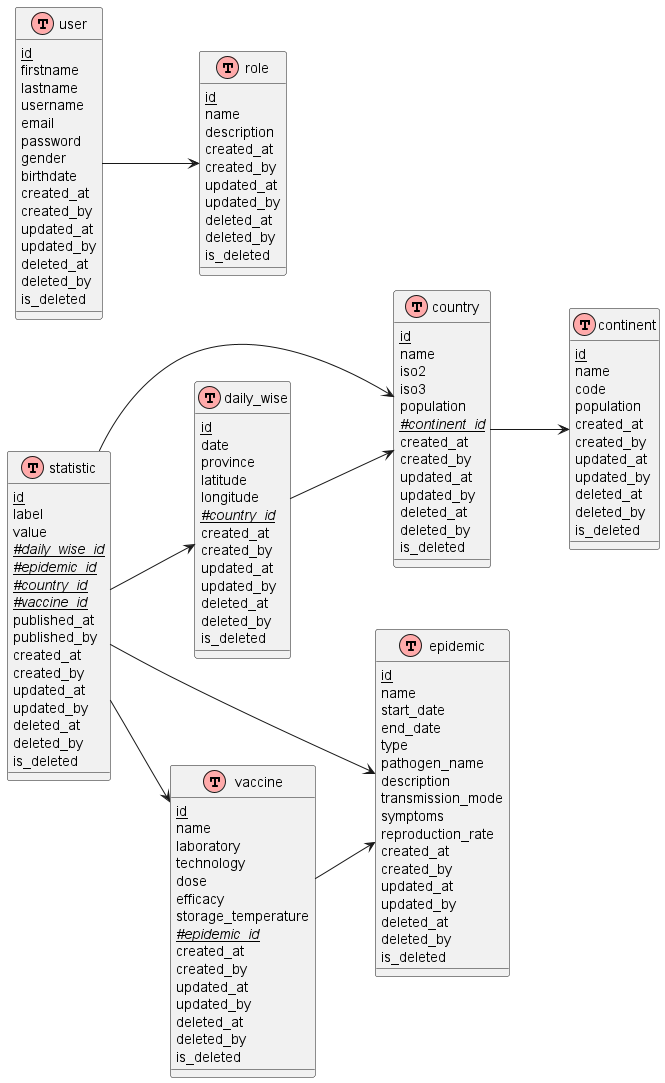 T user
id
firstname
lastname
username
email
password
gender
birthdate
created_at
created_by
updated_at
updated_by
deleted_at
deleted_by
is_deleted
T role
id
name
description
created_at
created_by
updated_at
updated_by
deleted_at
deleted_by
is_deleted
T country
id
name
iso2
iso3
population
#continent_id
created_at
created_by
updated_at
updated_by
deleted_at
deleted_by
is_deleted
T continent
id
name
code
population
created_at
created_by
updated_at
updated_by
deleted_at
deleted_by
is_deleted
T daily_wise
id
date
province
latitude
longitude
#country_id
created_at
created_by
updated_at
updated_by
deleted_at
deleted_by
is_deleted
T statistic
id
label
value
#daily_wise_id
#epidemic_id
#country_id
#vaccine_id
published_at
published_by
created_at
created_by
updated_at
updated_by
deleted_at
deleted_by
is_deleted
T epidemic
id
name
start_date
end_date
type
pathogen_name
description
transmission_mode
symptoms
reproduction_rate
created_at
created_by
updated_at
updated_by
deleted_at
deleted_by
is_deleted
T vaccine
id
name
laboratory
technology
dose
efficacy
storage_temperature
#epidemic_id
created_at
created_by
updated_at
updated_by
deleted_at
deleted_by
is_deleted